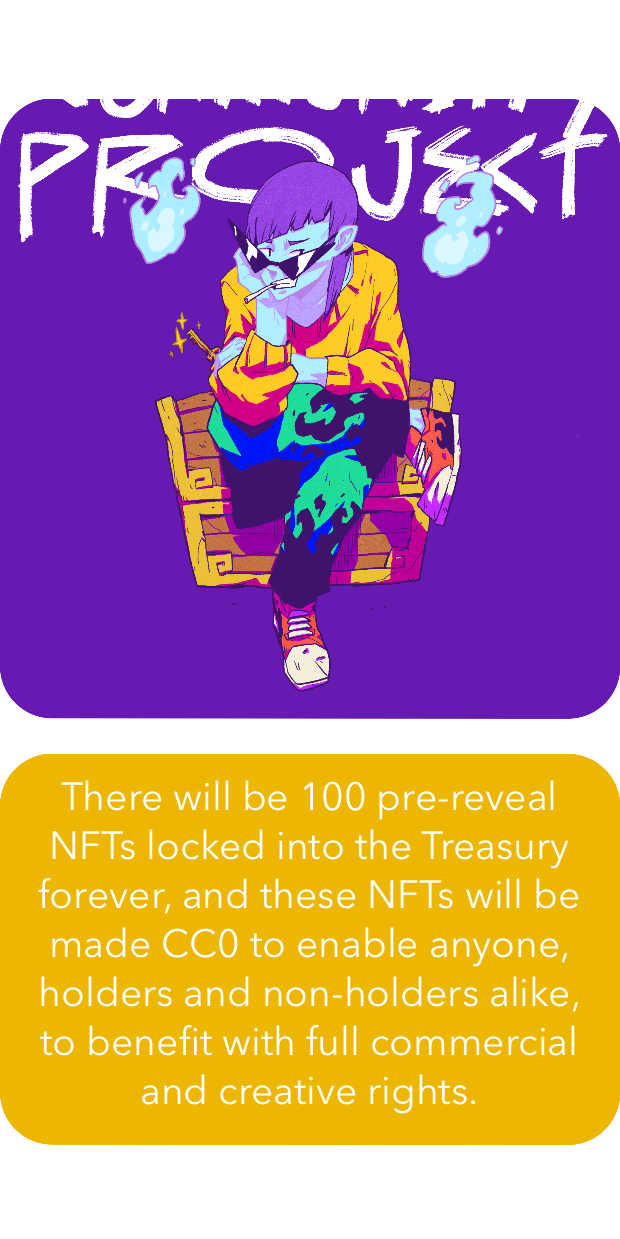 COMMUNITY
PROJECT
There will be 100 pre-reveal
NFTs locked into the Treasury
forever, and these NFTs will be
made CC0 to enable anyone,
holders and non-holders alike,
to benefit with full commercial
and creative rights.